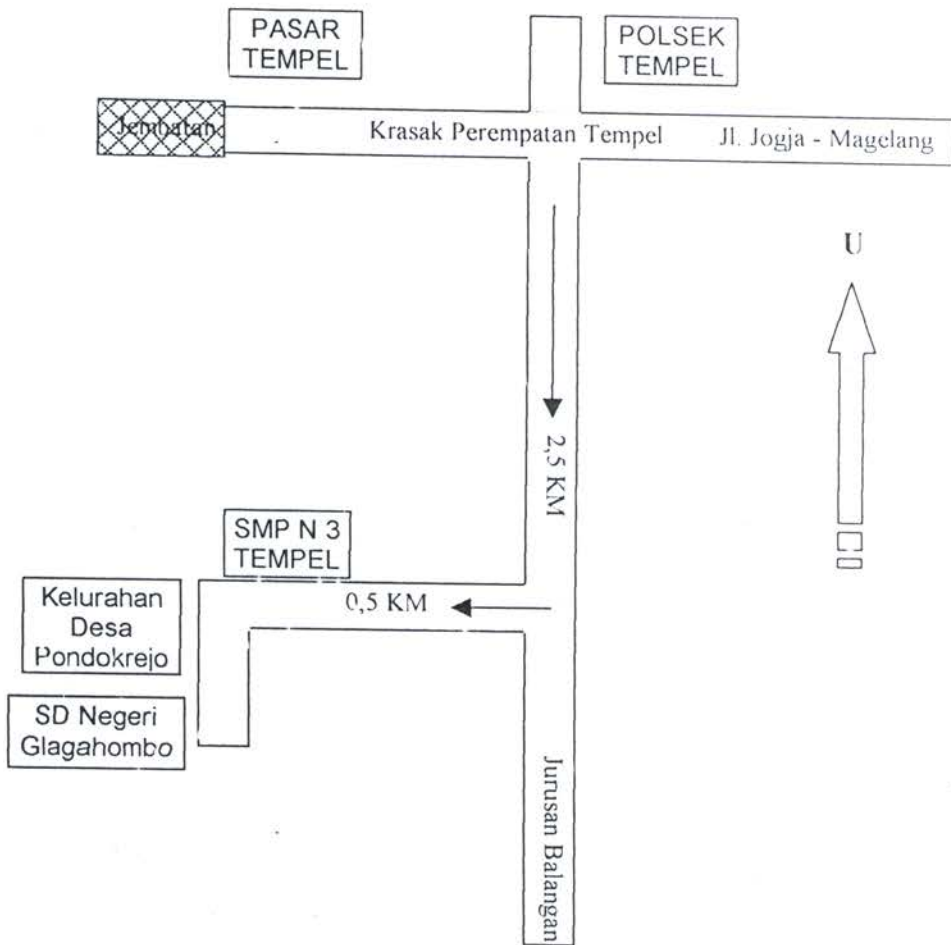 PASAR
TEMPEL
POLSEK
TEMPEL
Jembatan
Krasak Perempatan Tempel
Jl. Jogja - Magelang
U
2,5 KM
SMP N 3
TEMPEL
0,5 KM
Kelurahan
Desa
Pondokrejo
SD Negeri
Glagahombo
Jurusan Balangan